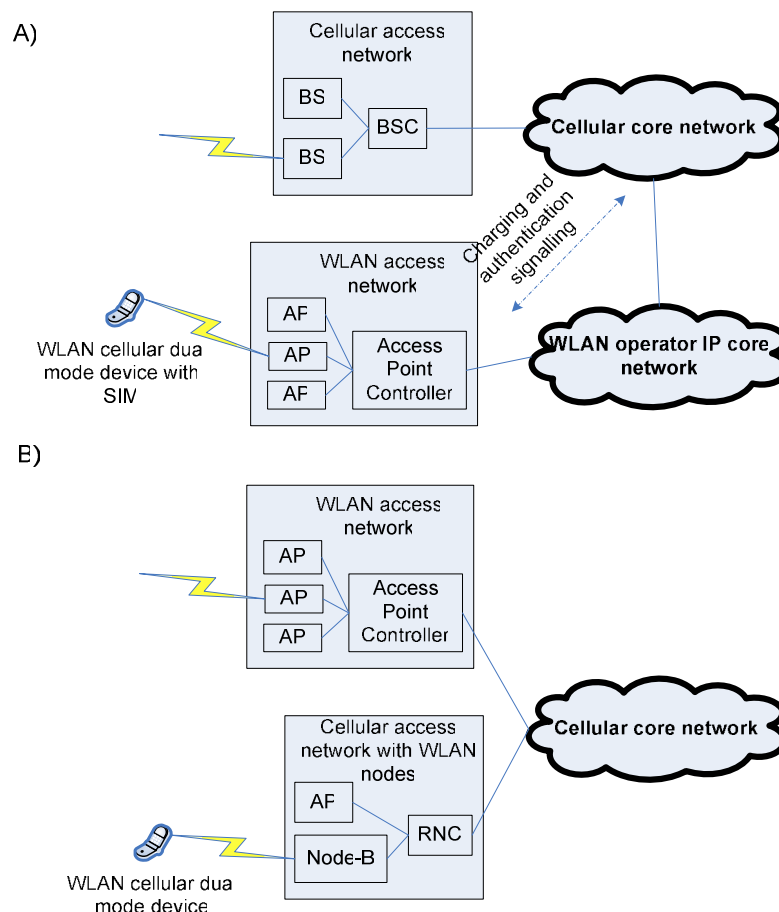 A)
Cellular access
network
BS
BS
BSC
Cellular core network
Charging and
authentication
signalling
WLAN access
network
AF
AP
AF
Access
Point
Controller
WLAN operator IP core
network
WLAN cellular dua
mode device with
SIM
B)
WLAN access
network
AP
AP
AP
Access
Point
Controller
Cellular core network
Cellular access
network with WLAN
nodes
AF
Node-B
RNC
WLAN cellular dua
mode device